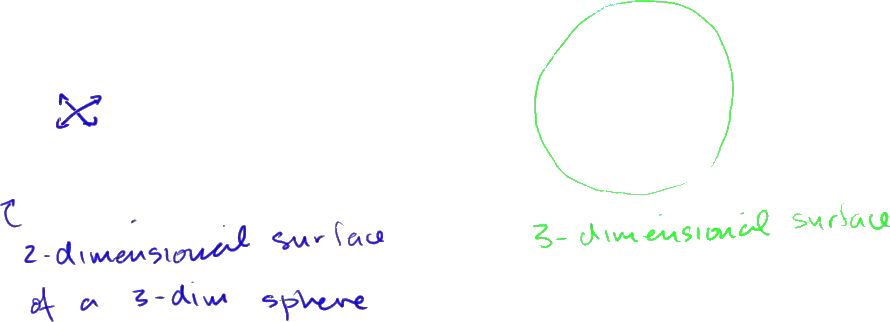 2-dimensional surface
of a 3-dim sphere
3-dimensional surface